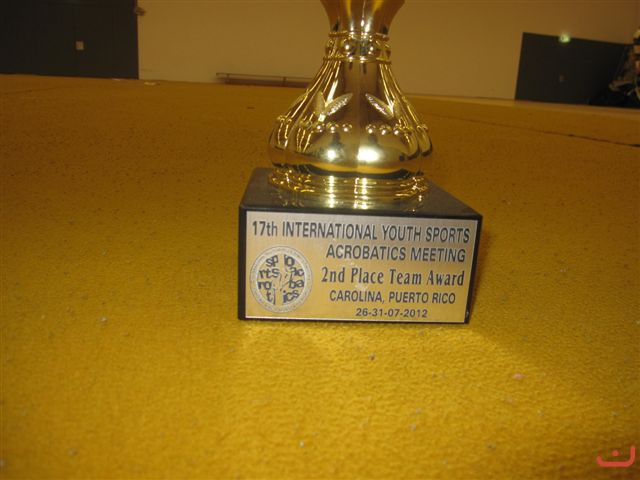 17th INTERNATIONAL YOUTH SPORTS
ACROBATICS MEETING
2nd Place Team Award
CAROLINA, PUERTO RICO
26-31-07-2012